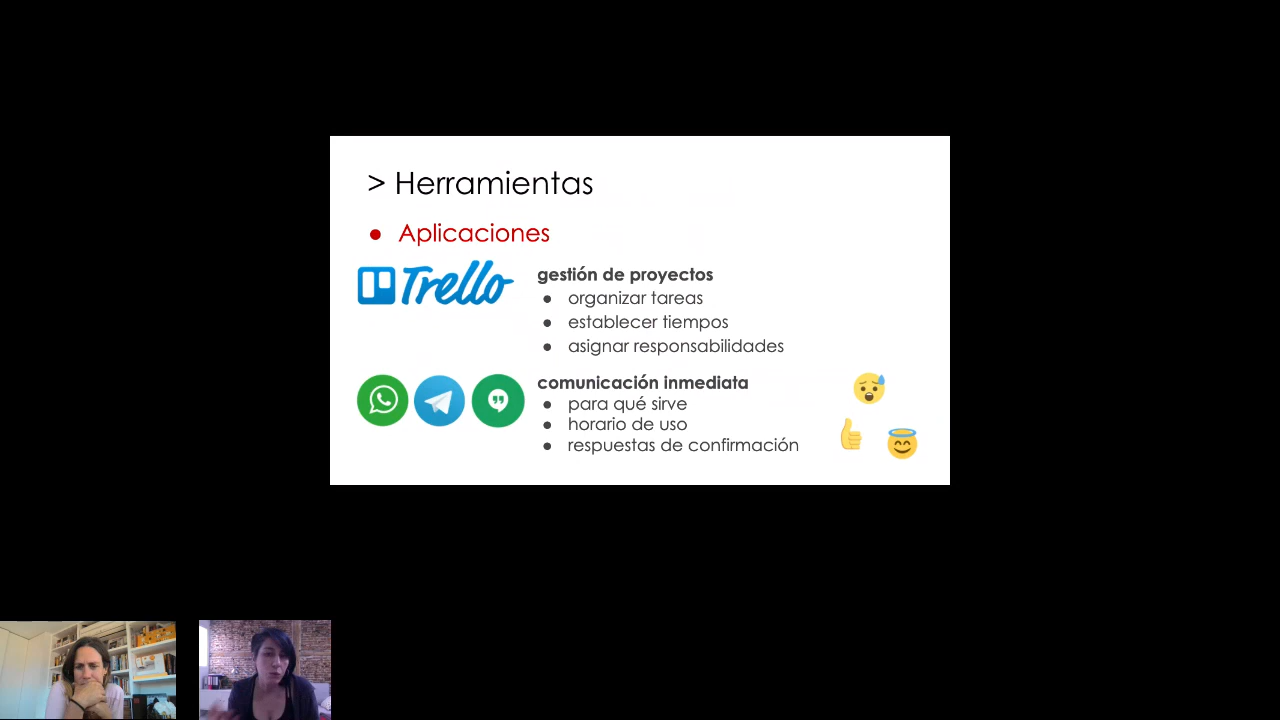 > Herramientas
● Aplicaciones
Trello
gestión de proyectos
● organizar tareas
● establecer tiempos
● asignar responsabilidades
comunicación inmediata
● para qué sirve
● horario de uso
● respuestas de confirmación